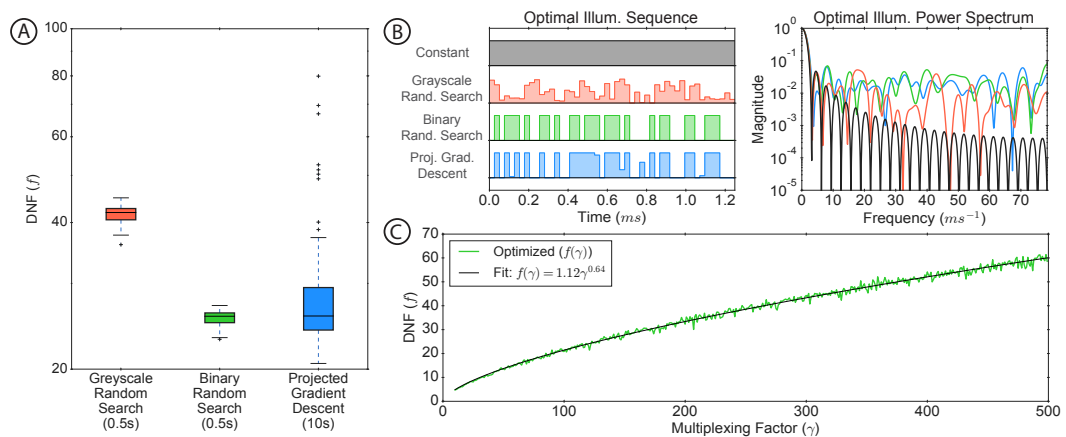 A
100
80
60
40
20
DNF (f)
Greyscale
Random
Search
(0.5s)
Binary
Random
Search
(0.5s)
Projected
Gradient
Descent
(10s)
B
Optimal Illum. Sequence
Constant
Grayscale
Rand. Search
Binary
Rand. Search
Proj. Grad.
Descent
0.0 0.2 0.4 0.6 0.8 1.0 1.2
Time (ms)
Optimal Illum. Power Spectrum
Magnitude
10⁰
10⁻¹
10⁻²
10⁻³
10⁻⁴
10⁻⁵
0 10 20 30 40 50 60 70
Frequency (ms⁻¹)
C
DNF (f)
70
60
50
40
30
20
10
0
Optimized (f(γ))
Fit: f(γ) = 1.12γ^0.64
100 200 300 400 500
Multiplexing Factor (γ)